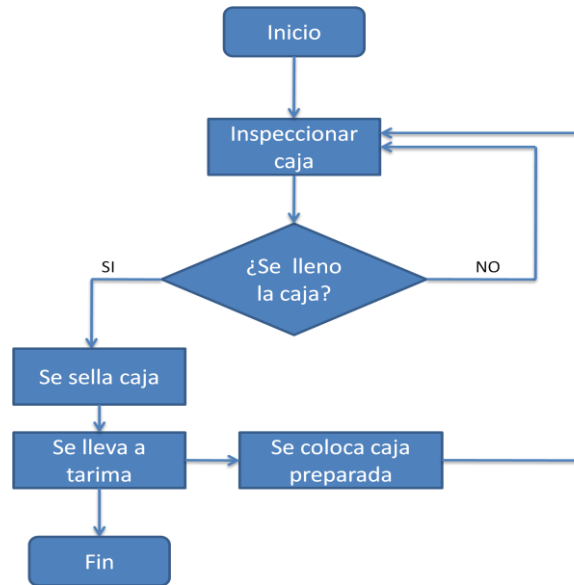 Inicio
Inspeccionar
caja
¿Se lleno
la caja?
SI
NO
Se sella caja
Se lleva a
tarima
Se coloca caja
preparada
Fin